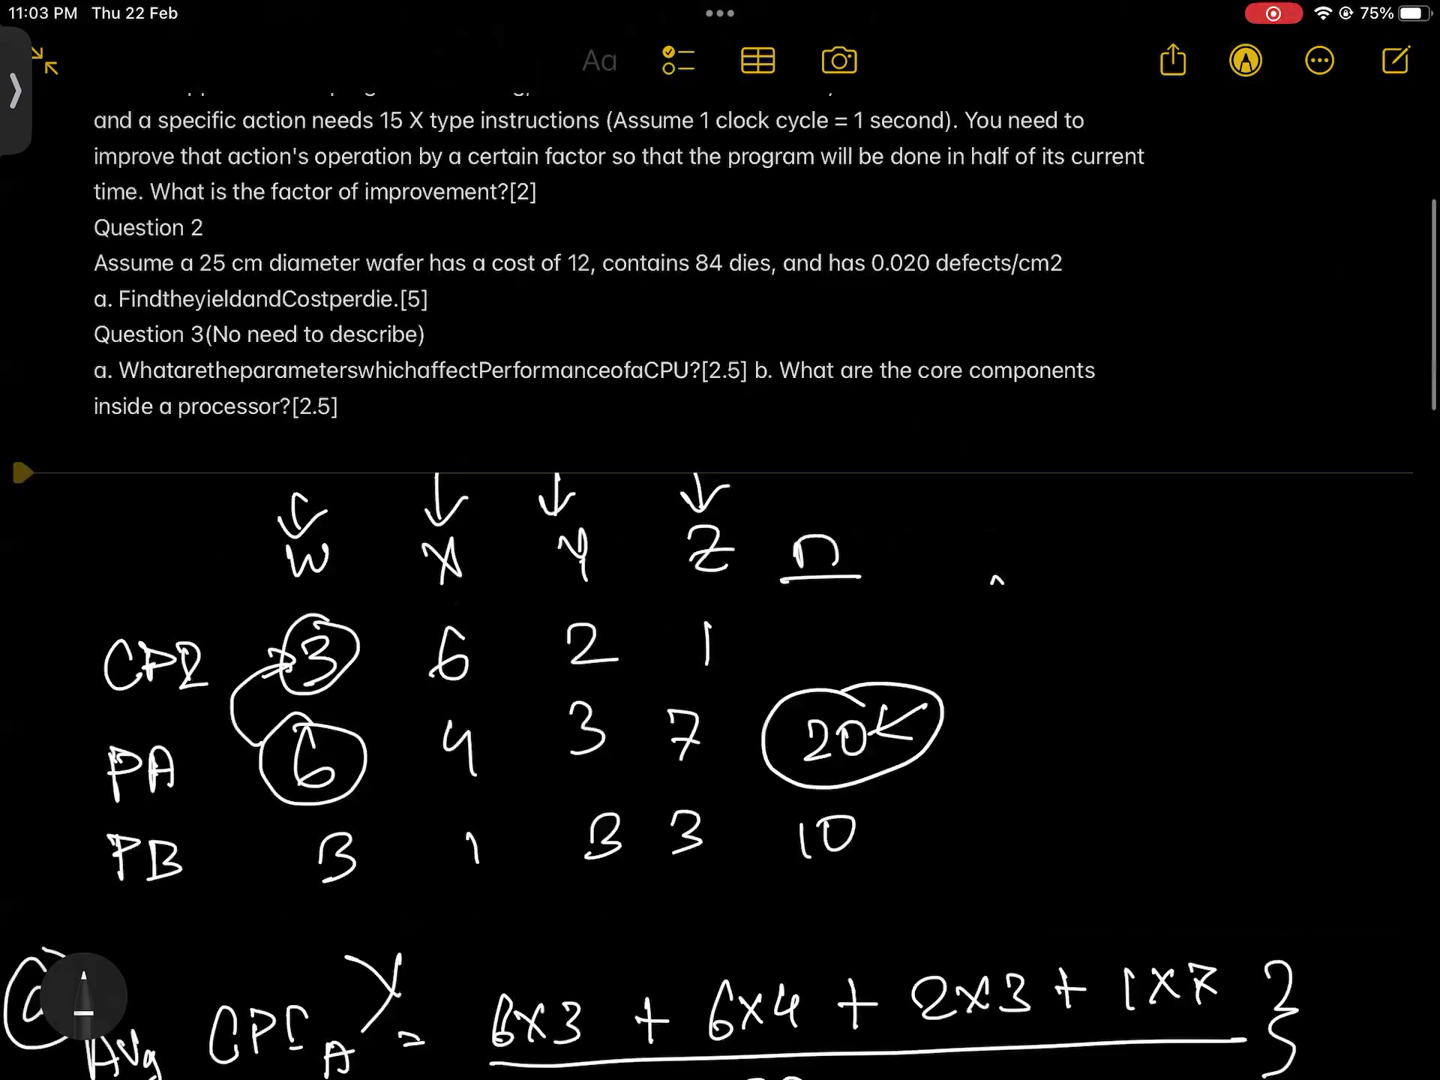 11:03 PM Thu 22 Feb
75%
Aa
and a specific action needs 15 X type instructions (Assume 1 clock cycle = 1 second). You need to
improve that action's operation by a certain factor so that the program will be done in half of its current
time. What is the factor of improvement?[2]
Question 2
Assume a 25 cm diameter wafer has a cost of 12, contains 84 dies, and has 0.020 defects/cm2
a. FindtheyieldandCostperdie.[5]
Question 3(No need to describe)
a. WhataretheparameterswhichaffectPerformanceofaCPU?[2.5] b. What are the core components
inside a processor?[2.5]
W X Y Z n
CPI 3 6 2 1
PA 6 4 3 7 20
PB 3 1 3 3 10
Avg CPI A = 6x3 + 6x4 + 2x3 + 1x7